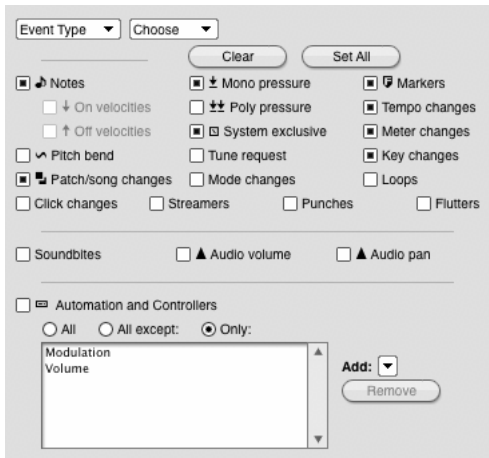 Event Type Choose
Clear Set All
Notes Mono pressure Markers
On velocities Poly pressure Tempo changes
Off velocities System exclusive Meter changes
Pitch bend Tune request Key changes
Patch/song changes Mode changes Loops
Click changes Streamers Punches Flutters
Soundbites Audio volume Audio pan
Automation and Controllers
All All except: Only:
Modulation
Volume
Add:
Remove